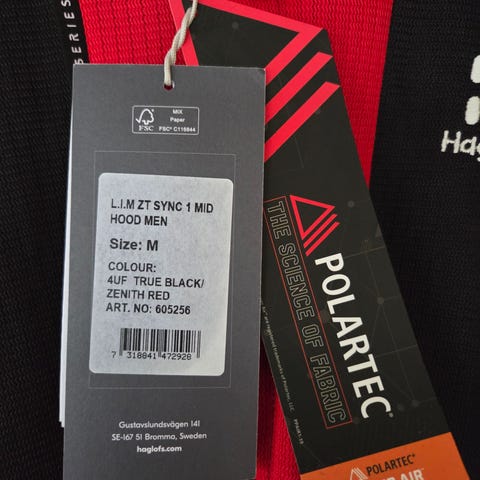 SERIES
MIX
Paper
FSC
FSC® C116844
L.I.M ZT SYNC 1 MID
HOOD MEN
Size: M
COLOUR:
4UF TRUE BLACK/
ZENITH RED
ART. NO: 605256
7 318841 472928
Gustavslundsvägen 141
SE-167 51 Bromma, Sweden
haglofs.com
POLARTEC®
THE SCIENCE OF FABRIC
POLARTEC®
AIR
Hag